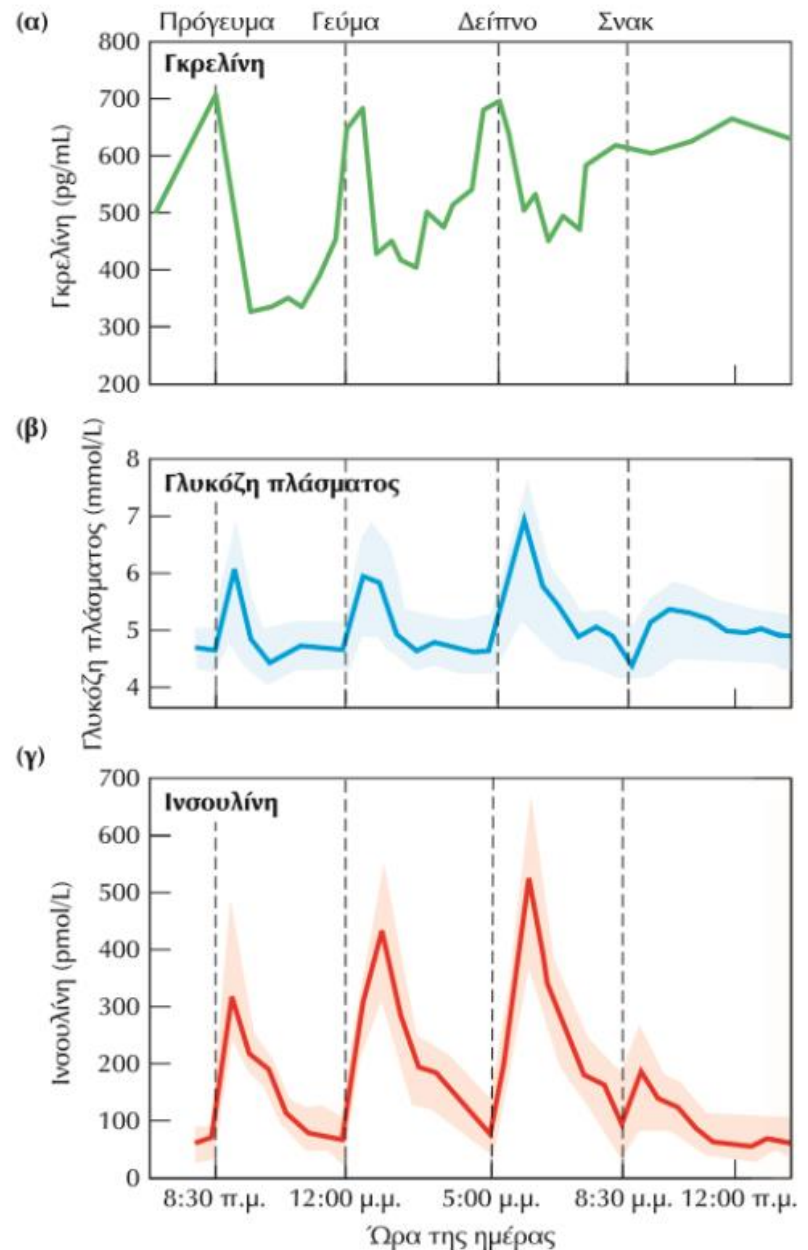 (α)
Πρόγευμα Γεύμα Δείπνο Σνακ
Γκρελίνη
Γκρελίνη (pg/mL)
800
700
600
500
400
300
200
(β)
Γλυκόζη πλάσματος
Γλυκόζη πλάσματος (mmol/L)
8
7
6
5
4
(γ)
Ινσουλίνη
Ινσουλίνη (pmol/L)
700
600
500
400
300
200
100
0
8:30 π.μ. 12:00 μ.μ. 5:00 μ.μ. 8:30 μ.μ. 12:00 π.μ.
Ώρα της ημέρας